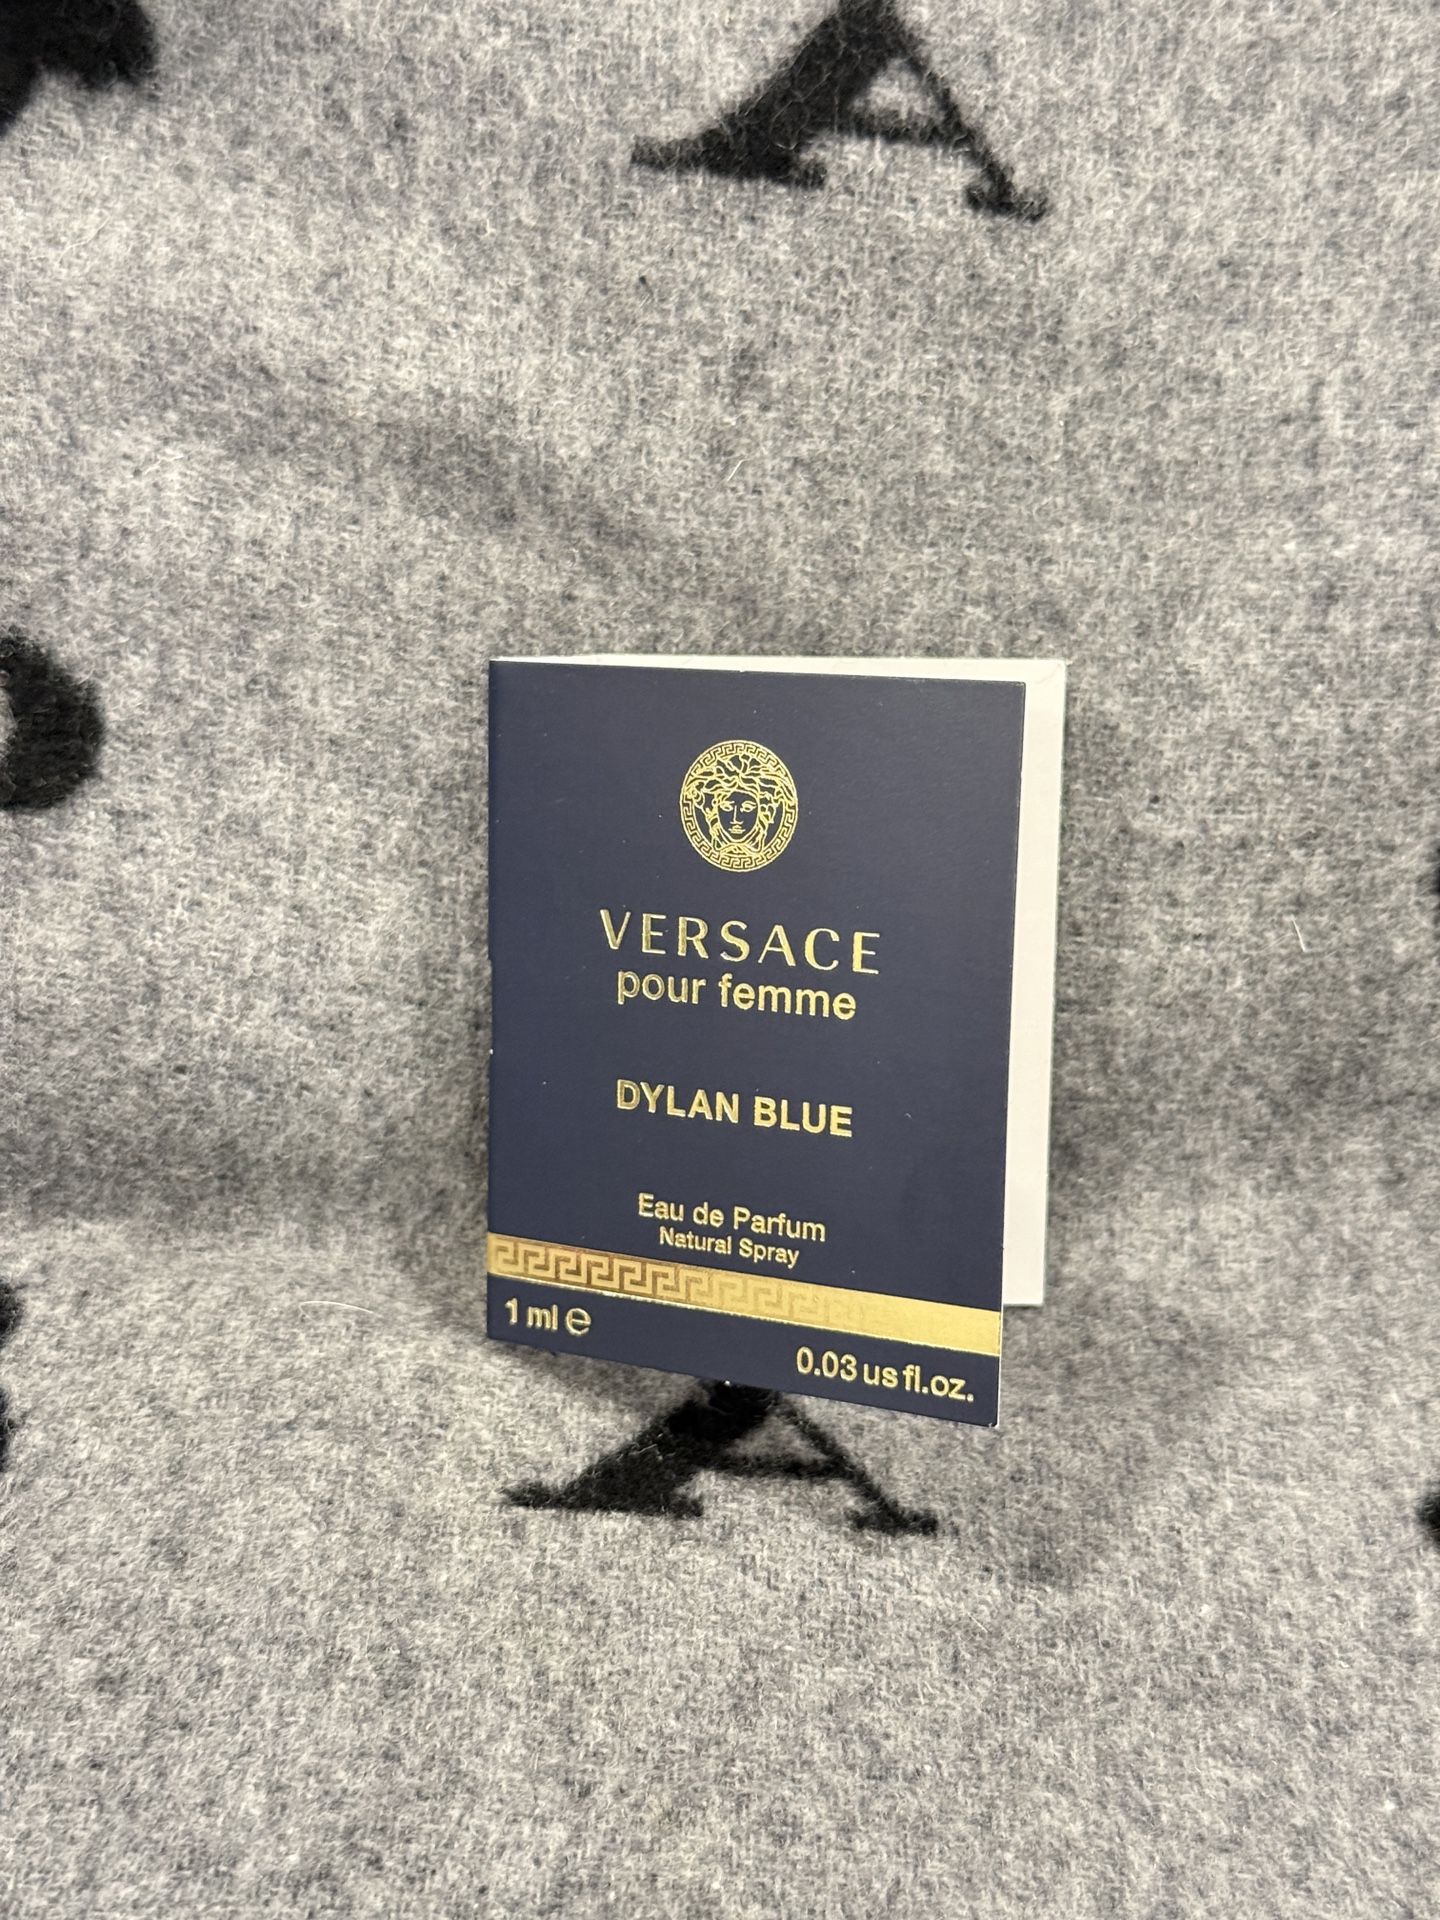 A
VERSACE
pour femme
DYLAN BLUE
Eau de Parfum
Natural Spray
1 ml ℮
0.03 us fl.oz.
A